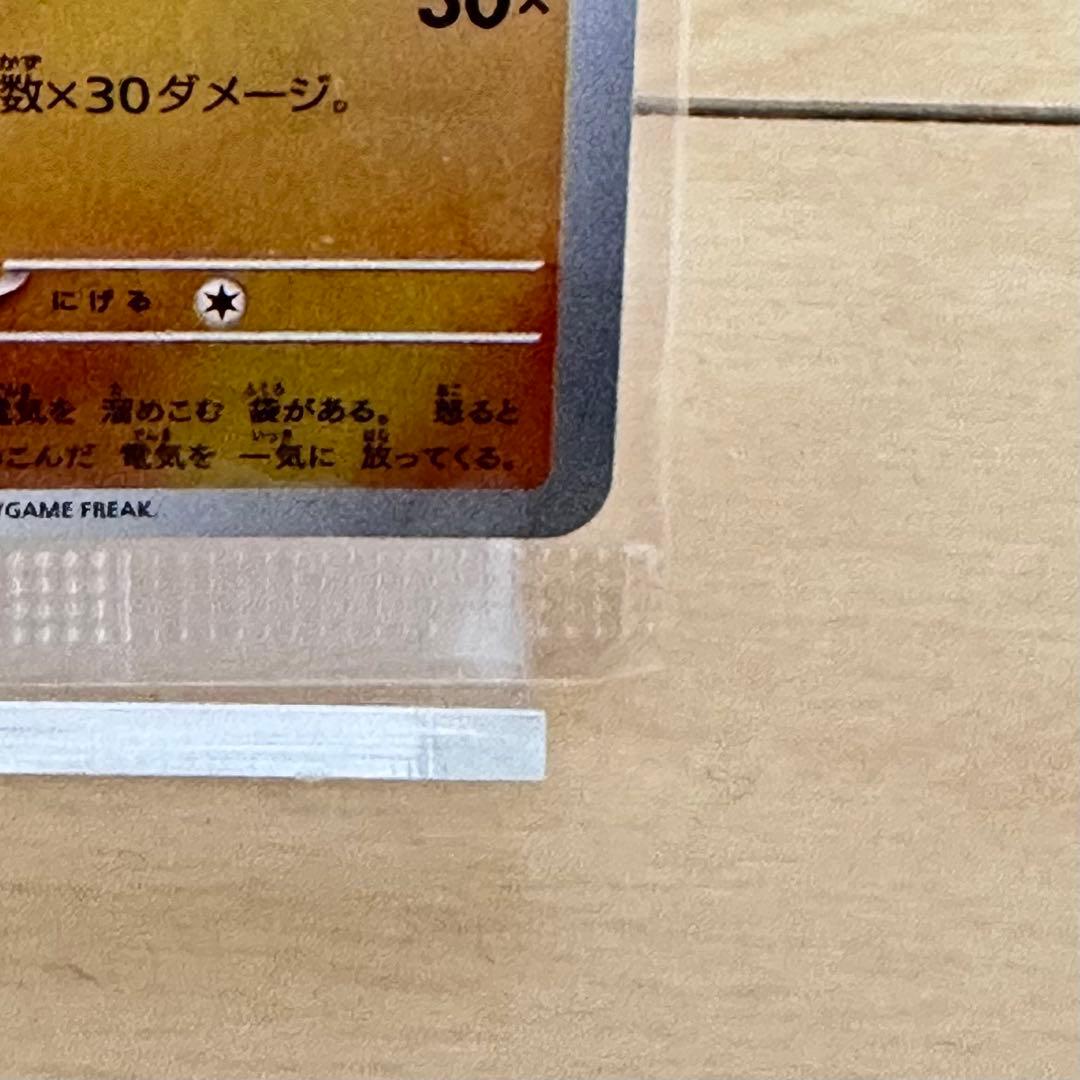 30×
数×30ダメージ。
かず
にげる
気を 溜めこむ 袋がある。 怒ると
こんだ 電気を 一気に 放ってくる。
/GAME FREAK